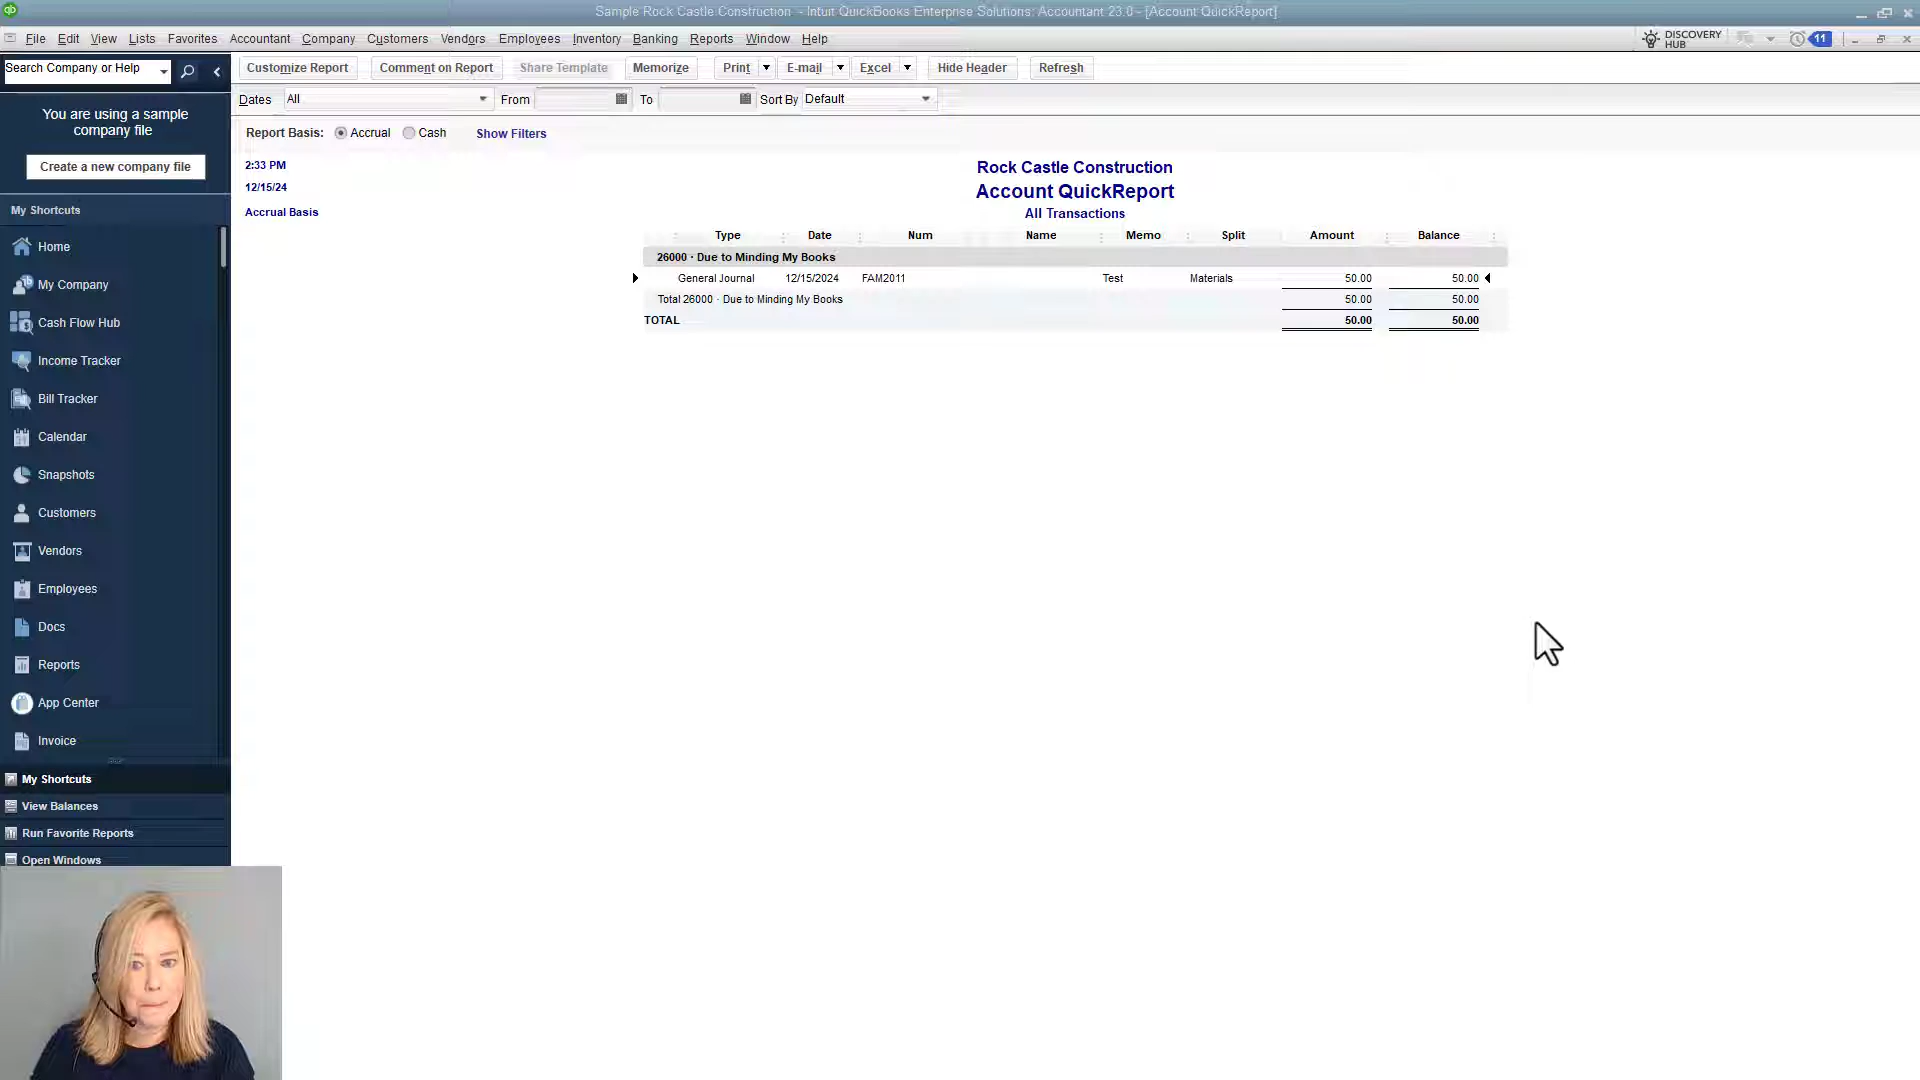 Sample Rock Castle Construction - Intuit QuickBooks Enterprise Solutions: Accountant 23.0 - [Account QuickReport]
File Edit View Lists Favorites Accountant Company Customers Vendors Employees Inventory Banking Reports Window Help
DISCOVERY HUB 11
Search Company or Help
Customize Report Comment on Report Share Template Memorize Print E-mail Excel Hide Header Refresh
Dates All From To Sort By Default
You are using a sample
company file
Report Basis: Accrual Cash Show Filters
Create a new company file
2:33 PM
12/15/24
Accrual Basis
Rock Castle Construction
Account QuickReport
All Transactions
Type Date Num Name Memo Split Amount Balance
26000 · Due to Minding My Books
General Journal 12/15/2024 FAM2011 Test Materials 50.00 50.00
Total 26000 · Due to Minding My Books 50.00 50.00
TOTAL 50.00 50.00
My Shortcuts
Home
My Company
Cash Flow Hub
Income Tracker
Bill Tracker
Calendar
Snapshots
Customers
Vendors
Employees
Docs
Reports
App Center
Invoice
My Shortcuts
View Balances
Run Favorite Reports
Open Windows